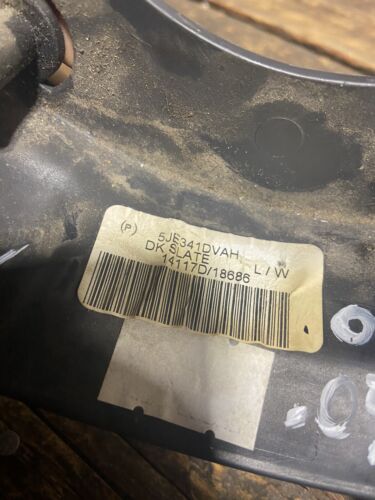 (P) 5JE341DVAH
DK SLATE L/W
14117D/18686